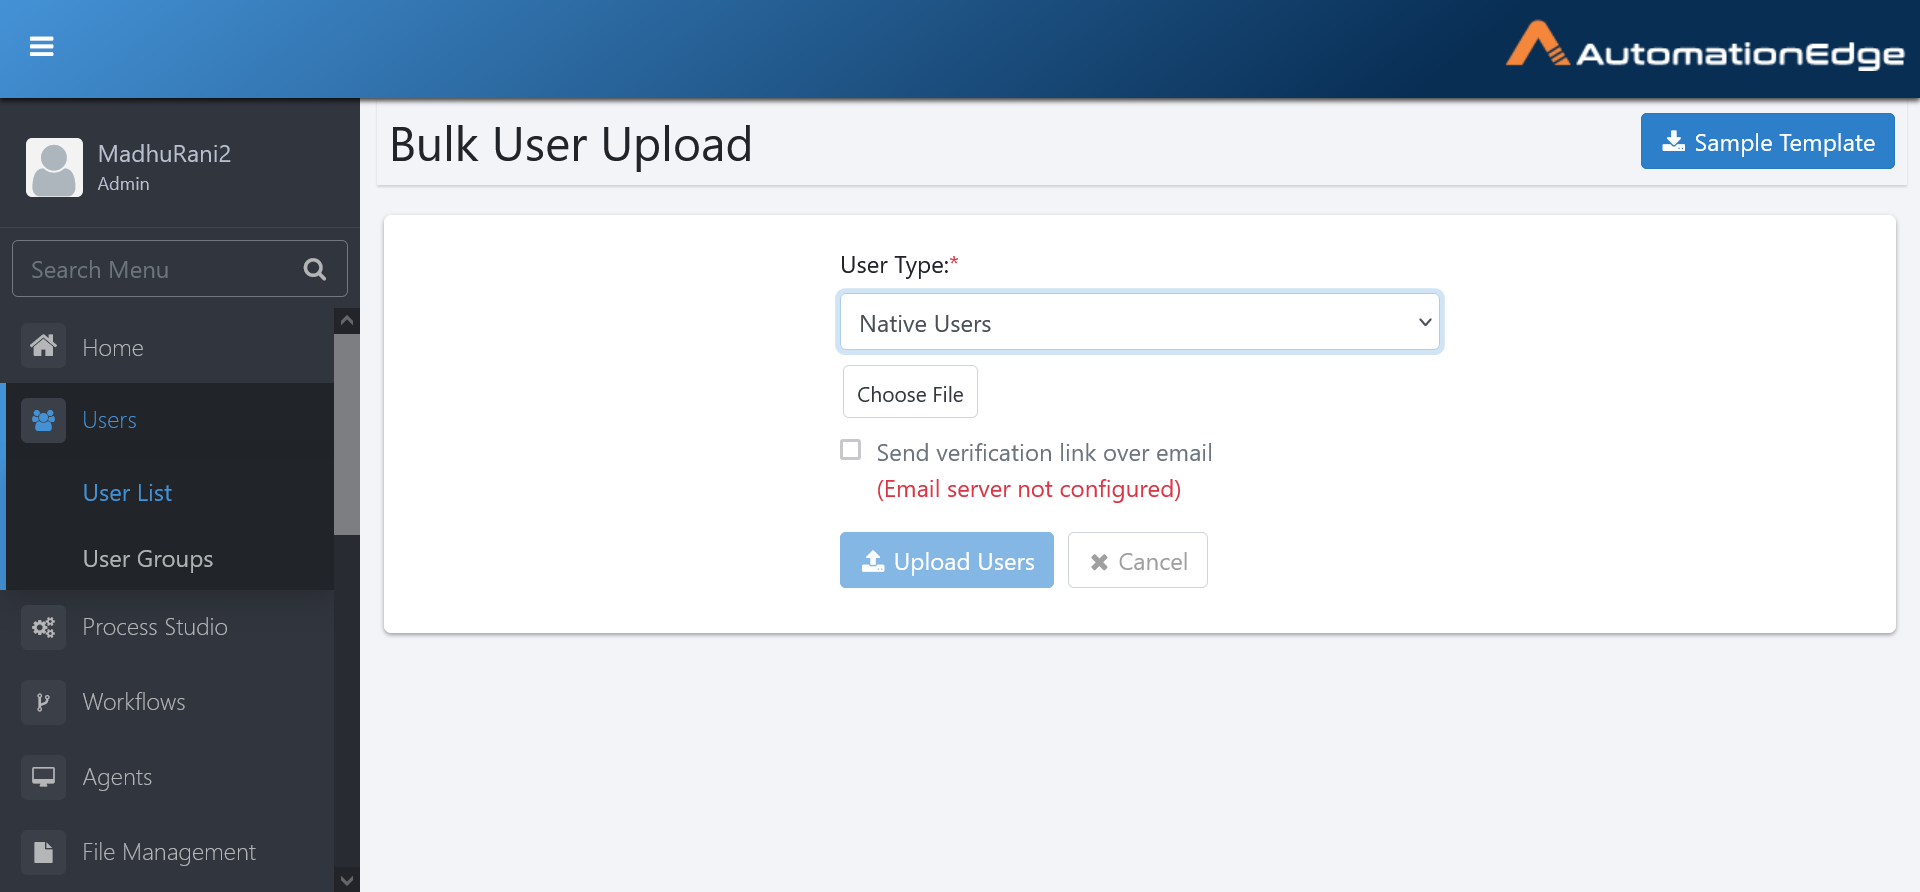 AutomationEdge
MadhuRani2
Admin
Search Menu
Home
Users
User List
User Groups
Process Studio
Workflows
Agents
File Management
Bulk User Upload
Sample Template
User Type:*
Native Users
Choose File
Send verification link over email
(Email server not configured)
Upload Users
Cancel